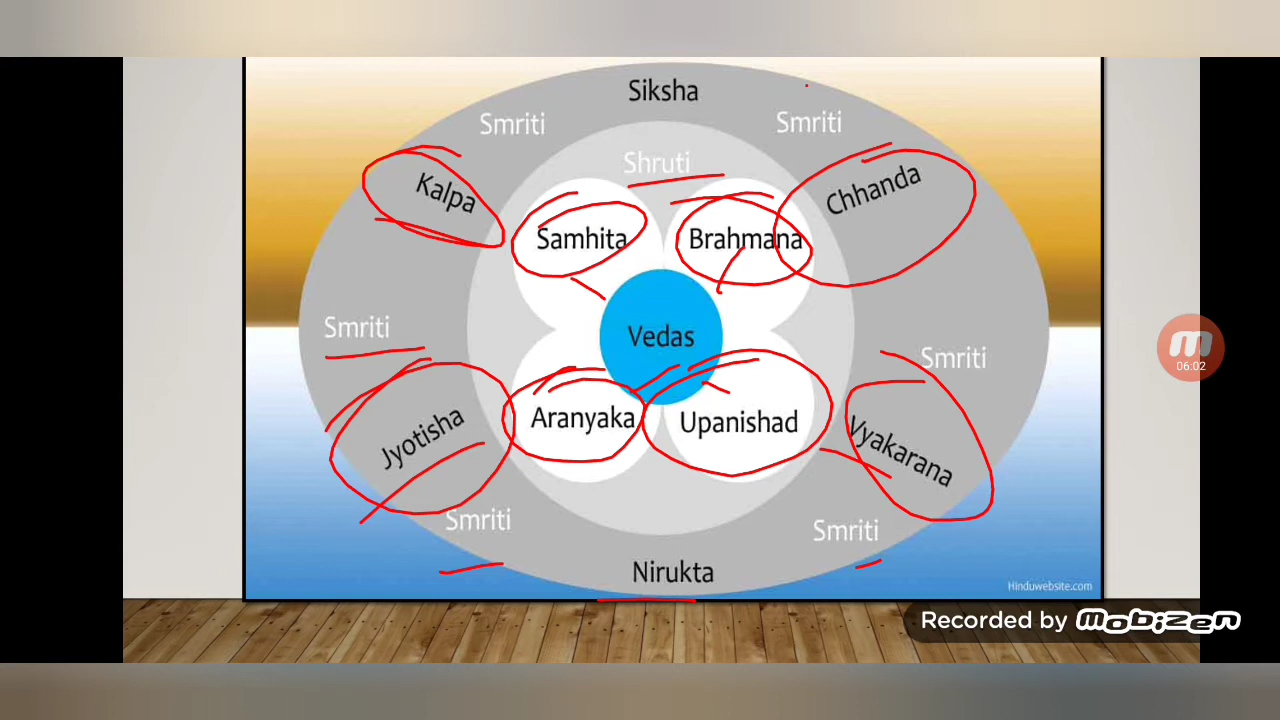 Siksha
Smriti
Smriti
Shruti
Kalpa
Chhanda
Samhita
Brahmana
Vedas
Smriti
Smriti
Aranyaka
Upanishad
Jyotisha
Vyakarana
Smriti
Smriti
Nirukta
Hinduwebsite.com
06:02
Recorded by mobizen